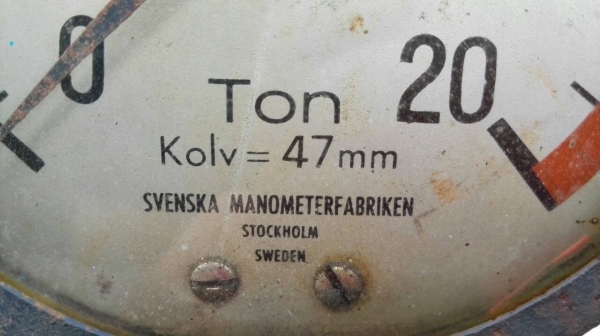 0 20
Ton
Kolv = 47mm
SVENSKA MANOMETERFABRIKEN
STOCKHOLM
SWEDEN